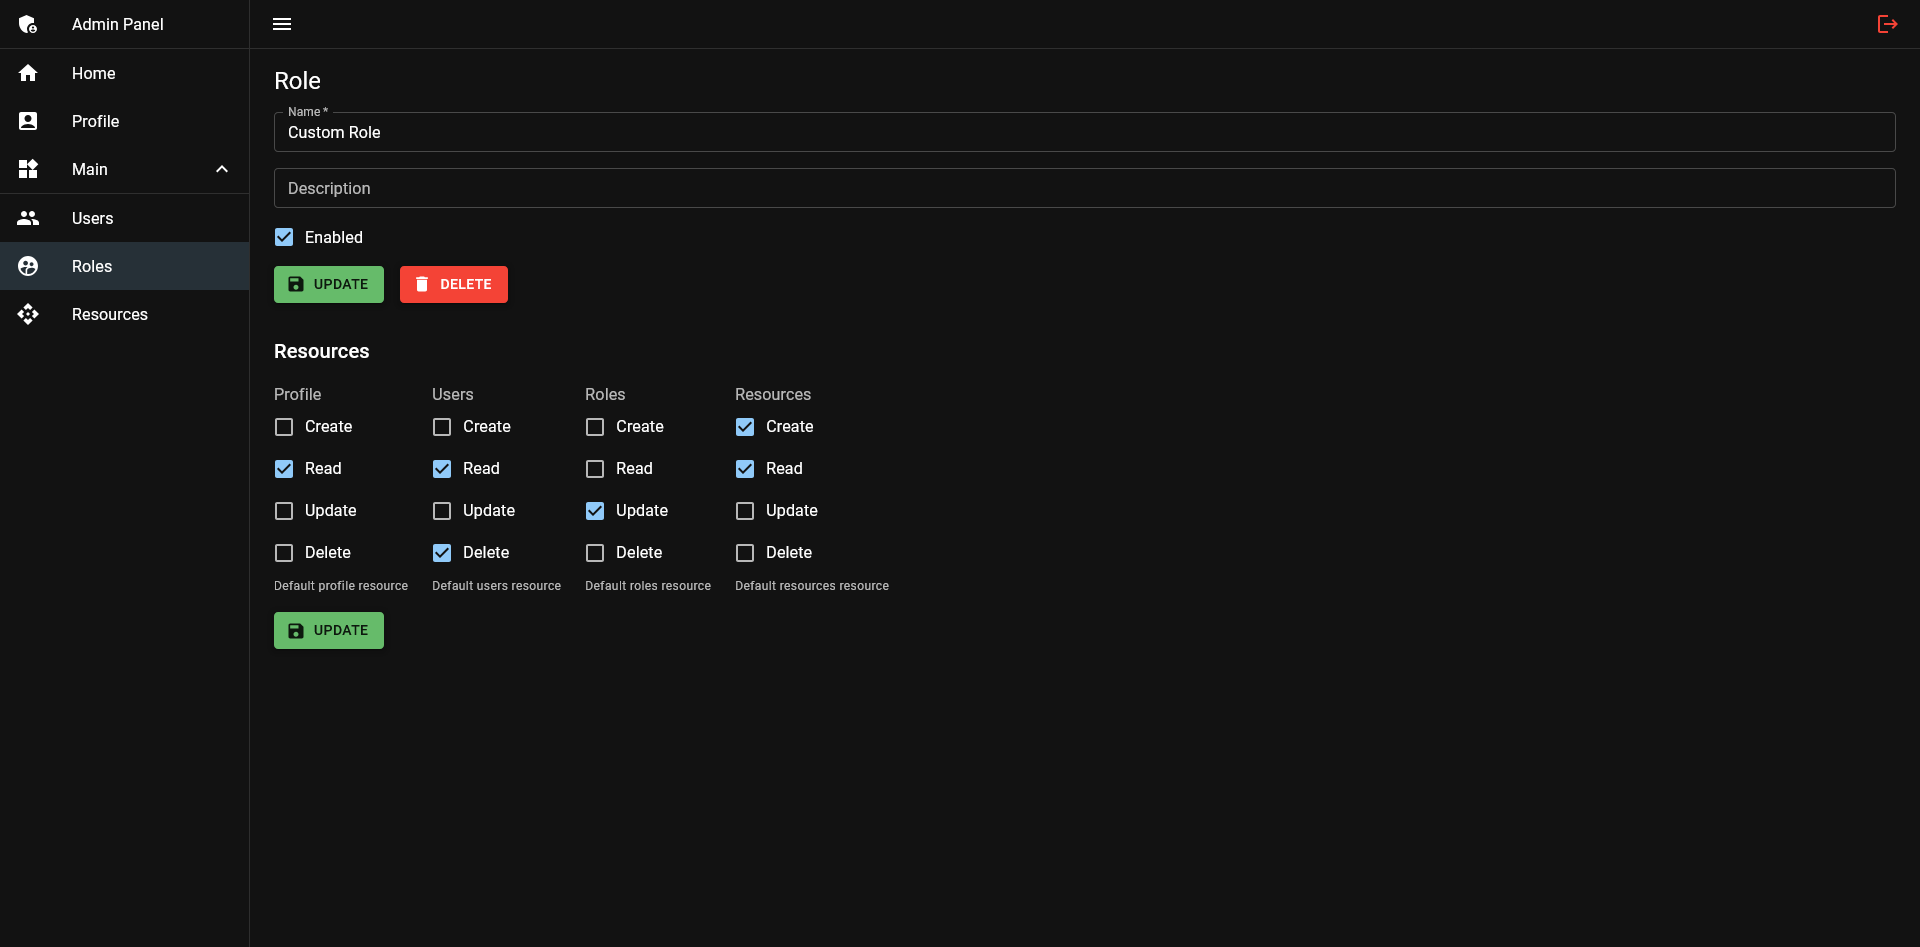 Admin Panel
Home
Profile
Main
Users
Roles
Resources
Role
Name *
Custom Role
Description
Enabled
UPDATE DELETE
Resources
Profile Users Roles Resources
Create Create Create Create
Read Read Read Read
Update Update Update Update
Delete Delete Delete Delete
Default profile resource Default users resource Default roles resource Default resources resource
UPDATE